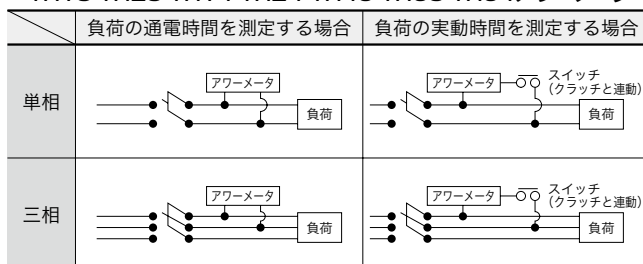 負荷の通電時間を測定する場合
負荷の実動時間を測定する場合
単相
アワーメータ
負荷
アワーメータ
スイッチ
(クラッチと連動)
負荷
三相
アワーメータ
負荷
アワーメータ
スイッチ
(クラッチと連動)
負荷